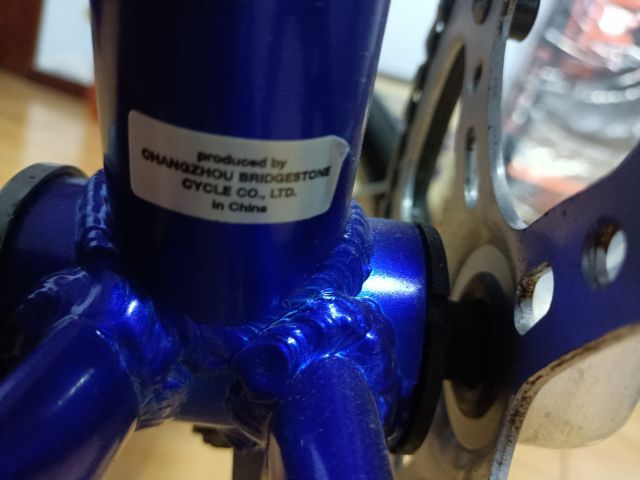 produced by
CHANGZHOU BRIDGESTONE
CYCLE CO., LTD.
in China